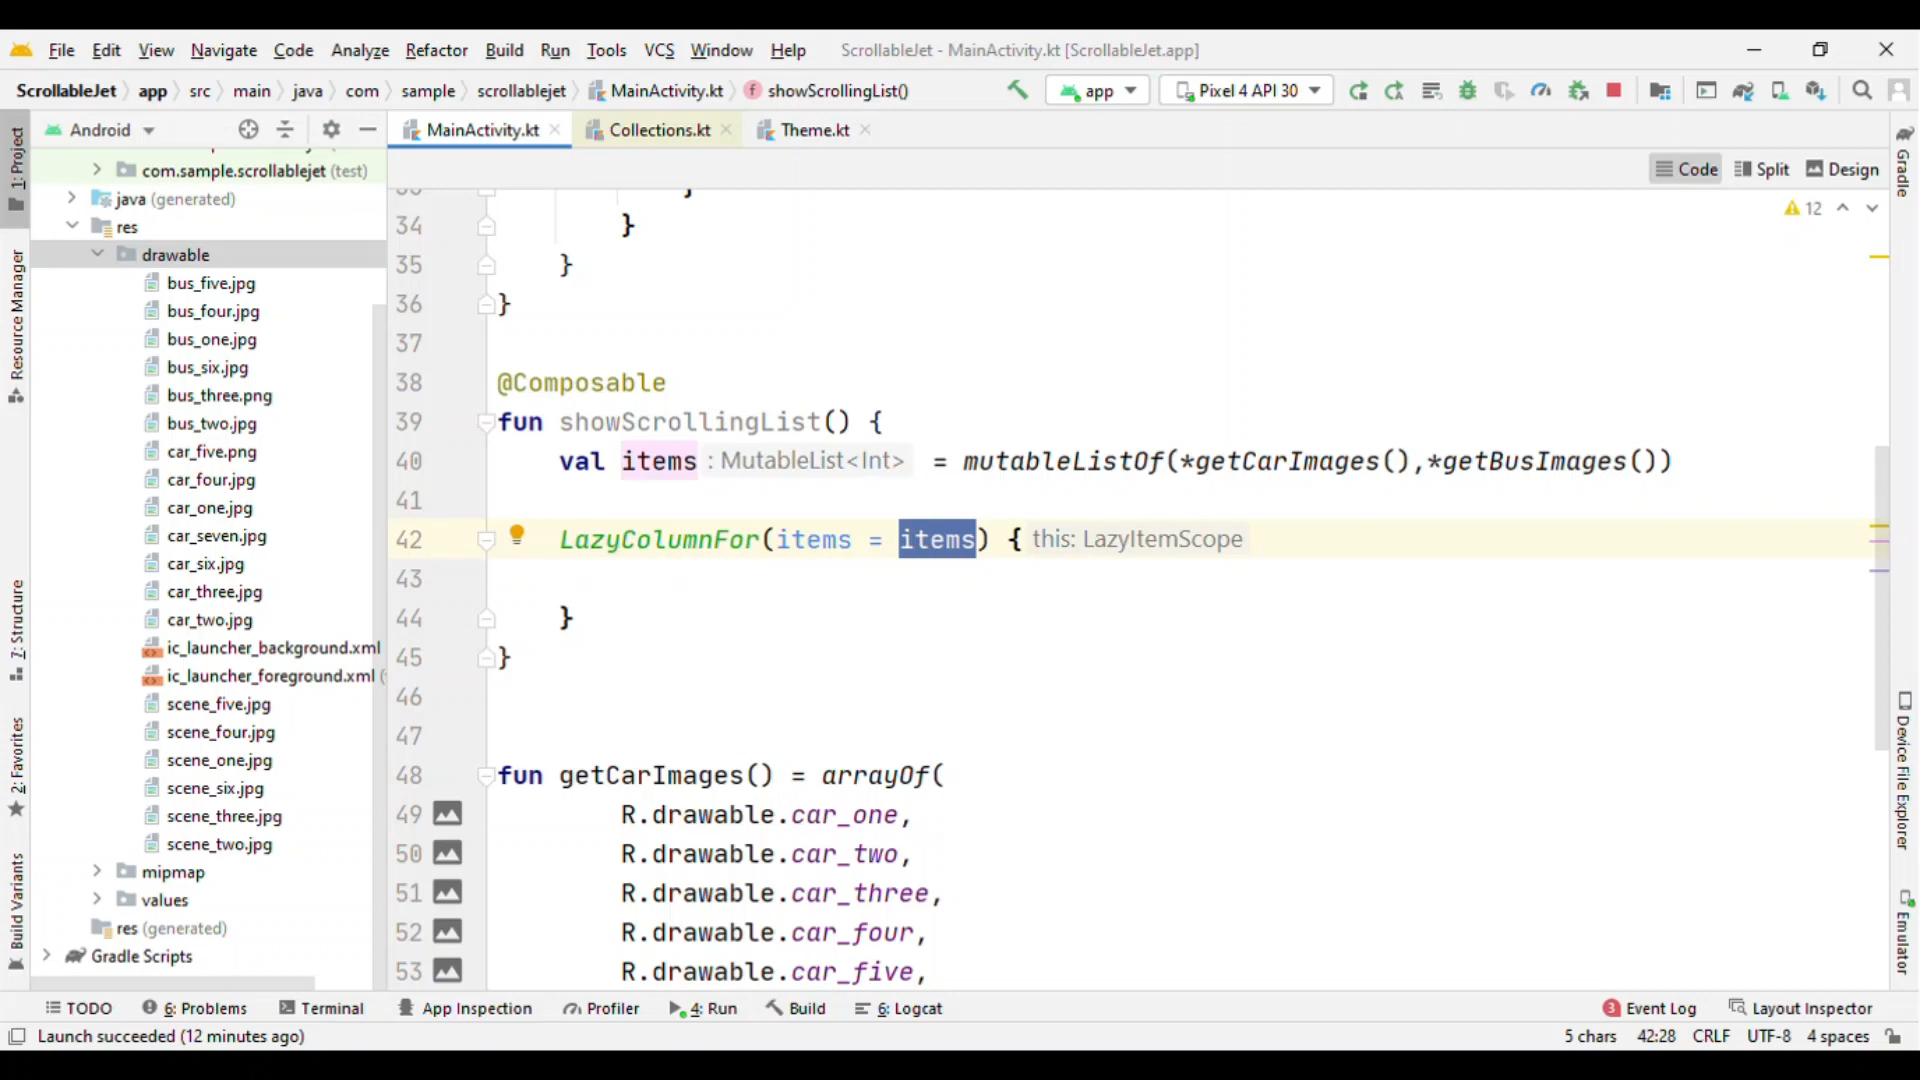 File Edit View Navigate Code Analyze Refactor Build Run Tools VCS Window Help ScrollableJet - MainActivity.kt [ScrollableJet.app]
ScrollableJet app src main java com sample scrollablejet MainActivity.kt showScrollingList() app Pixel 4 API 30
Android
MainActivity.kt Collections.kt Theme.kt
Code Split Design
12
1: Project
Resource Manager
7: Structure
2: Favorites
Build Variants
com.sample.scrollablejet (test)
java (generated)
res
drawable
bus_five.jpg
bus_four.jpg
bus_one.jpg
bus_six.jpg
bus_three.png
bus_two.jpg
car_five.png
car_four.jpg
car_one.jpg
car_seven.jpg
car_six.jpg
car_three.jpg
car_two.jpg
ic_launcher_background.xml
ic_launcher_foreground.xml (
scene_five.jpg
scene_four.jpg
scene_one.jpg
scene_six.jpg
scene_three.jpg
scene_two.jpg
mipmap
values
res (generated)
Gradle Scripts
34 }
35 }
36 }
37
38 @Composable
39 fun showScrollingList() {
40 val items : MutableList<Int> = mutableListOf(*getCarImages(),*getBusImages())
41
42 LazyColumnFor(items = items) { this: LazyItemScope
43
44 }
45 }
46
47
48 fun getCarImages() = arrayOf(
49 R.drawable.car_one,
50 R.drawable.car_two,
51 R.drawable.car_three,
52 R.drawable.car_four,
53 R.drawable.car_five,
Gradle
Device File Explorer
Emulator
TODO 6: Problems Terminal App Inspection Profiler 4: Run Build 6: Logcat 3 Event Log Layout Inspector
Launch succeeded (12 minutes ago) 5 chars 42:28 CRLF UTF-8 4 spaces